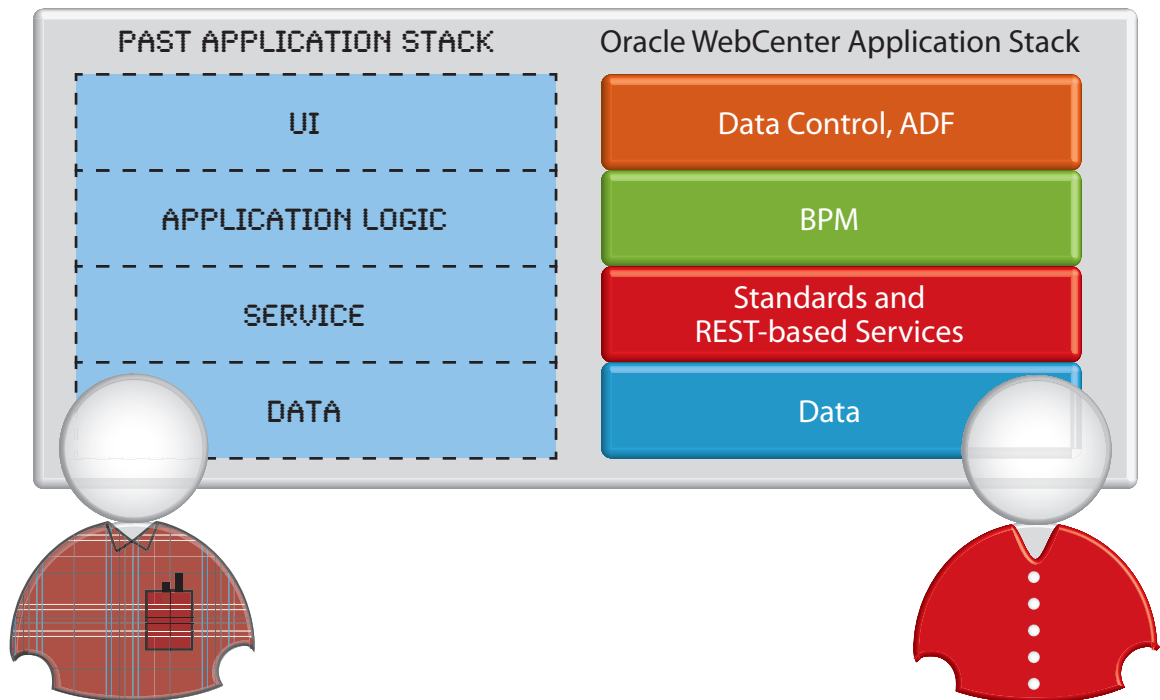 PAST APPLICATION STACK
UI
APPLICATION LOGIC
SERVICE
DATA
Oracle WebCenter Application Stack
Data Control, ADF
BPM
Standards and
REST-based Services
Data